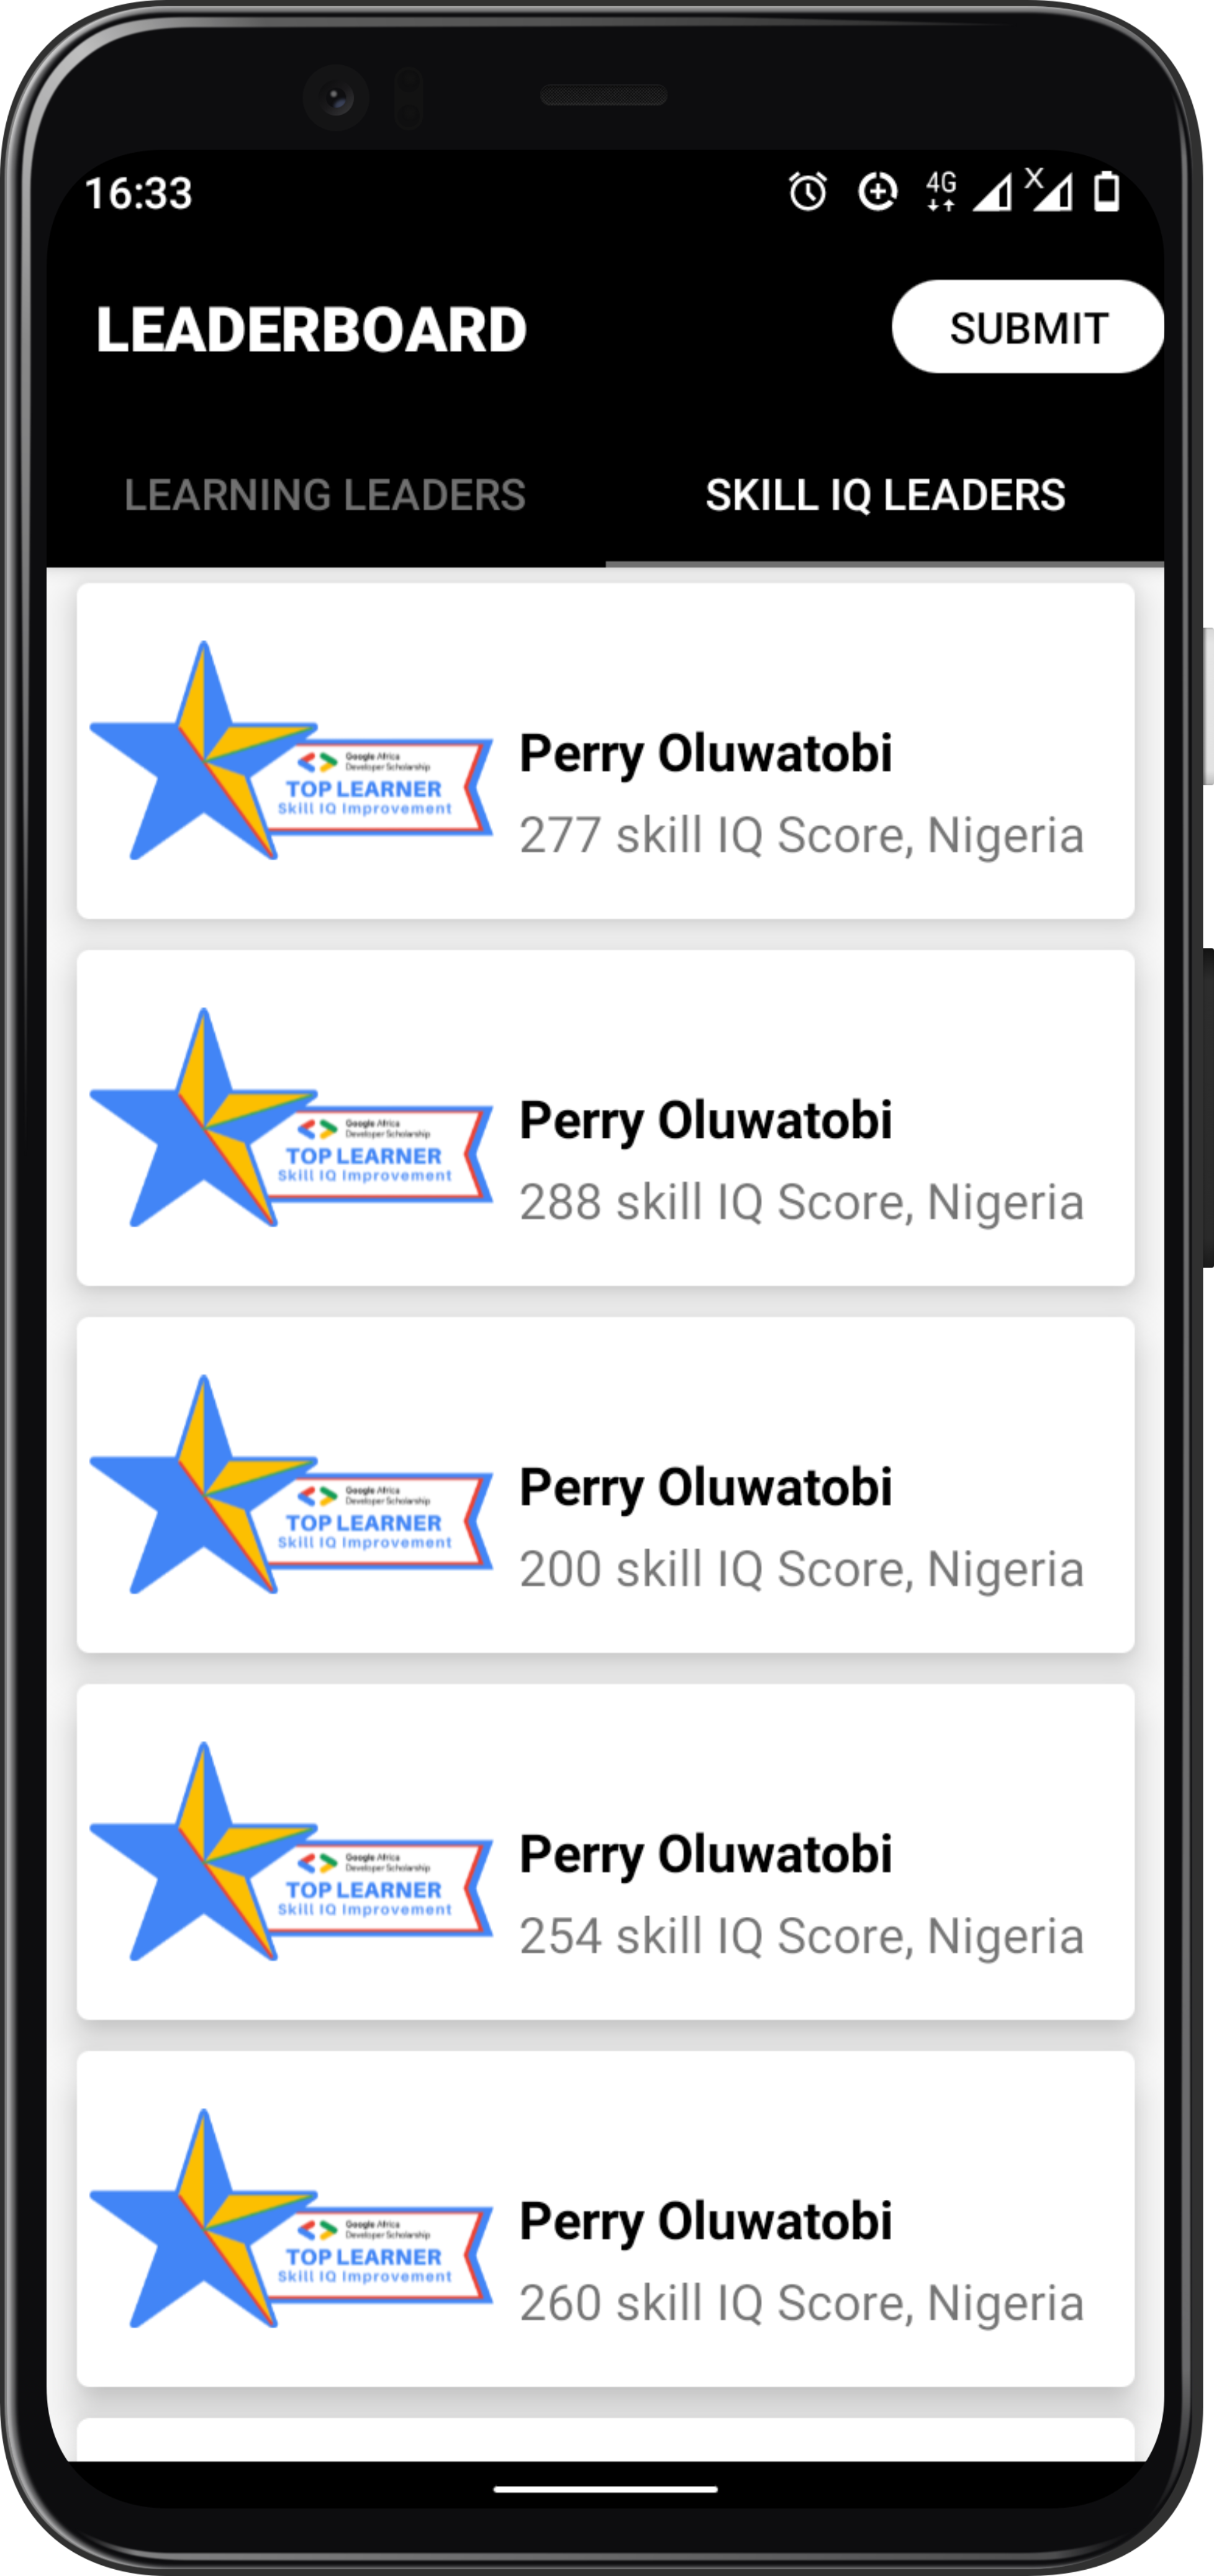 16:33
4G
X
LEADERBOARD
SUBMIT
LEARNING LEADERS
SKILL IQ LEADERS
Google Africa
Developer Scholarship
TOP LEARNER
Skill IQ Improvement
Perry Oluwatobi
277 skill IQ Score, Nigeria
Google Africa
Developer Scholarship
TOP LEARNER
Skill IQ Improvement
Perry Oluwatobi
288 skill IQ Score, Nigeria
Google Africa
Developer Scholarship
TOP LEARNER
Skill IQ Improvement
Perry Oluwatobi
200 skill IQ Score, Nigeria
Google Africa
Developer Scholarship
TOP LEARNER
Skill IQ Improvement
Perry Oluwatobi
254 skill IQ Score, Nigeria
Google Africa
Developer Scholarship
TOP LEARNER
Skill IQ Improvement
Perry Oluwatobi
260 skill IQ Score, Nigeria